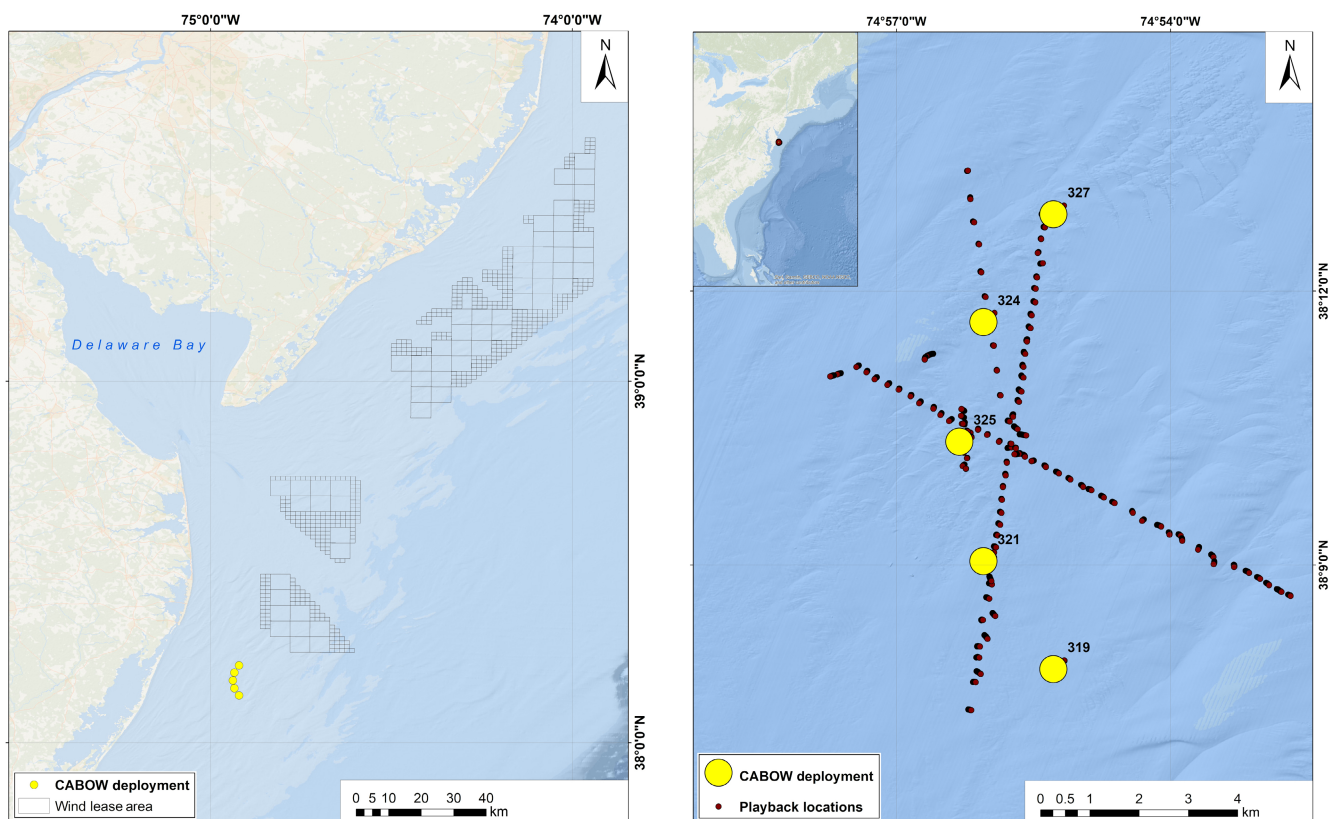 75°0'0"W
74°0'0"W
N
Delaware Bay
39°0'0"N
38°0'0"N
CABOW deployment
Wind lease area
0 5 10 20 30 40
km
74°57'0"W
74°54'0"W
N
327
324
38°12'0"N
325
321
38°9'0"N
319
CABOW deployment
Playback locations
0 0.5 1 2 3 4
km